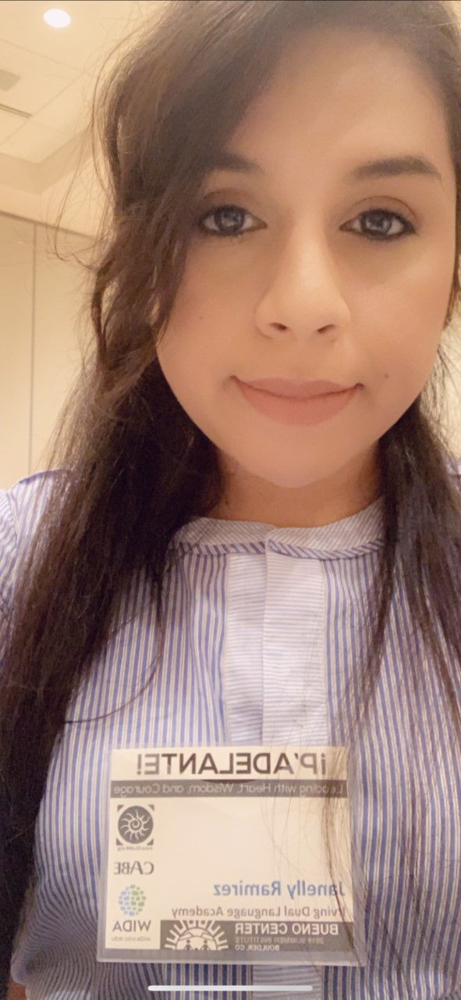 ¡P'ADELANTE!
Leading with Heart, Wisdom, and Courage
CABE
Janelly Ramirez
Irving Dual Language Academy
WIDA
BUENO CENTER
2019 SUMMER INSTITUTE
BOULDER, CO